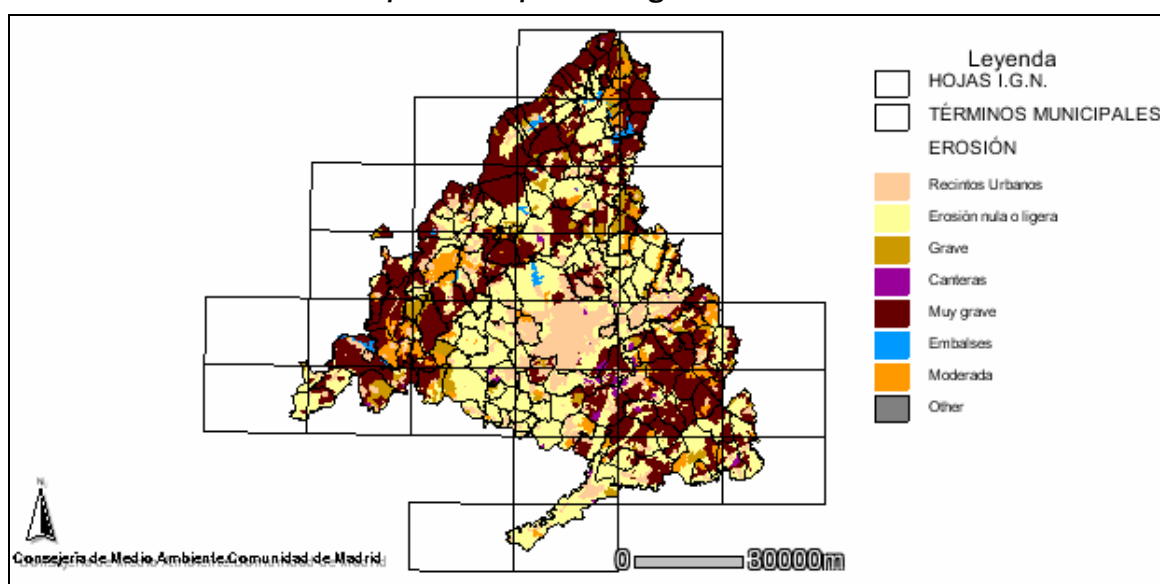 Leyenda
HOJAS I.G.N.
TÉRMINOS MUNICIPALES
EROSIÓN
Recintos Urbanos
Erosión nula o ligera
Grave
Canteras
Muy grave
Embalses
Moderada
Other
N
Consejería de Medio Ambiente.Comunidad de Madrid
0 30000m